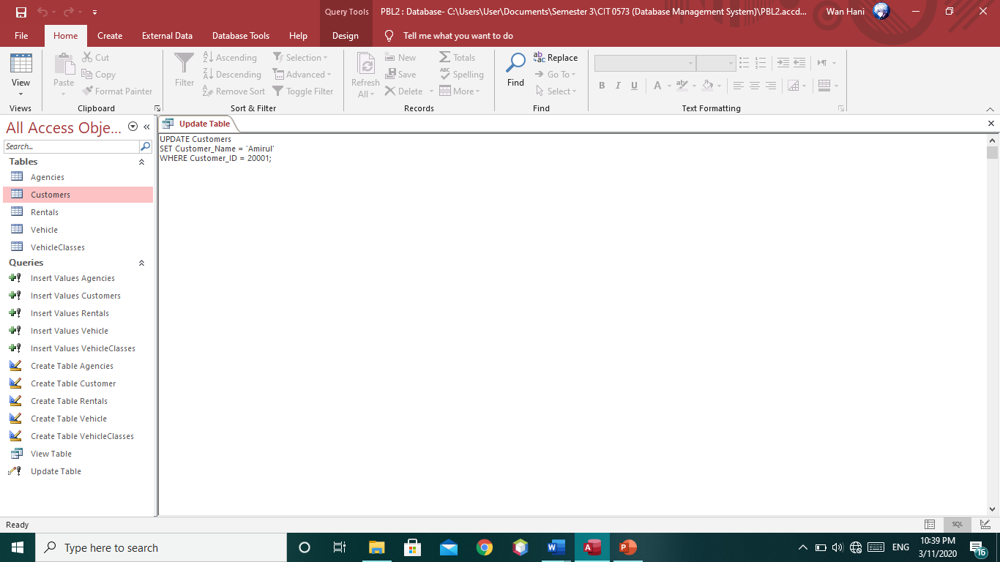 Query Tools
PBL2 : Database- C:\Users\User\Documents\Semester 3\CIT 0573 (Database Management System)\PBL2.accd...
Wan Hani
File Home Create External Data Database Tools Help Design Tell me what you want to do
View
Views
Paste
Cut
Copy
Format Painter
Clipboard
Filter
Ascending
Descending
Remove Sort
Selection
Advanced
Toggle Filter
Sort & Filter
Refresh
All
New
Save
Delete
Totals
Spelling
More
Records
Find
Replace
Go To
Select
Find
B I U A
Text Formatting
All Access Obje...
Search...
Tables
Agencies
Customers
Rentals
Vehicle
VehicleClasses
Queries
Insert Values Agencies
Insert Values Customers
Insert Values Rentals
Insert Values Vehicle
Insert Values VehicleClasses
Create Table Agencies
Create Table Customer
Create Table Rentals
Create Table Vehicle
Create Table VehicleClasses
View Table
Update Table
Update Table
UPDATE Customers
SET Customer_Name = 'Amirul'
WHERE Customer_ID = 20001;
Ready
SQL
Type here to search
ENG
10:39 PM
3/11/2020
16